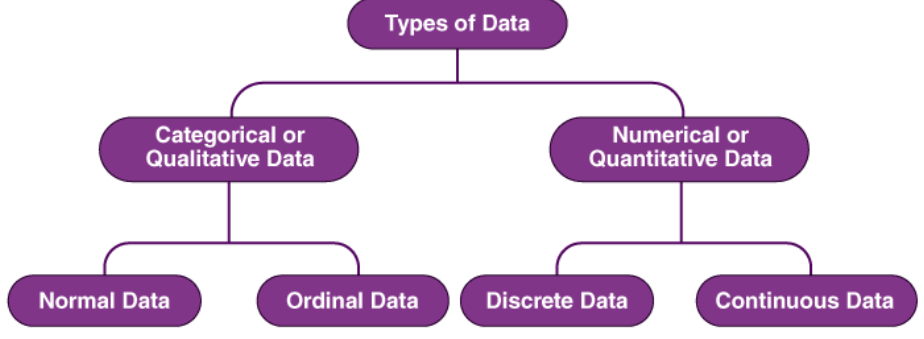 Types of Data
Categorical or
Qualitative Data
Numerical or
Quantitative Data
Normal Data
Ordinal Data
Discrete Data
Continuous Data